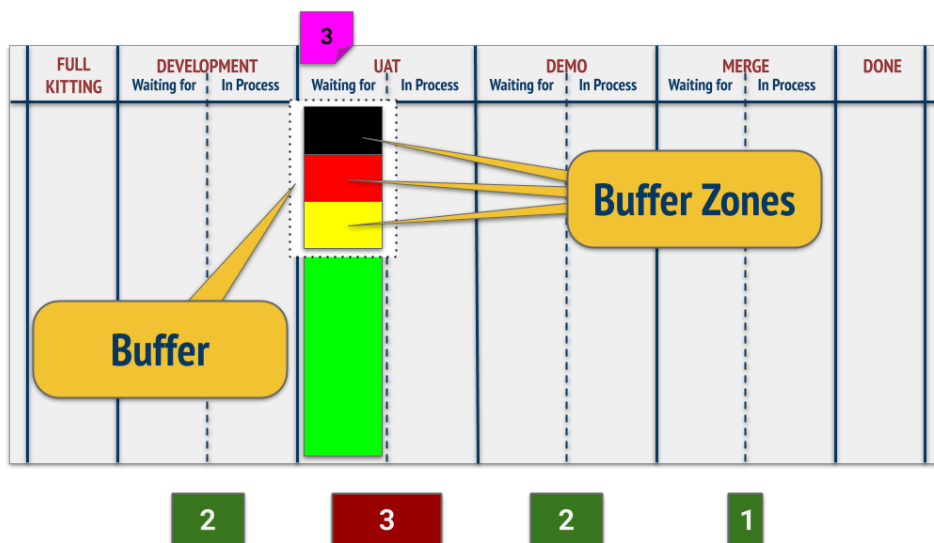 3
FULL KITTING
DEVELOPMENT
Waiting for
In Process
UAT
Waiting for
In Process
DEMO
Waiting for
In Process
MERGE
Waiting for
In Process
DONE
Buffer Zones
Buffer
2
3
2
1